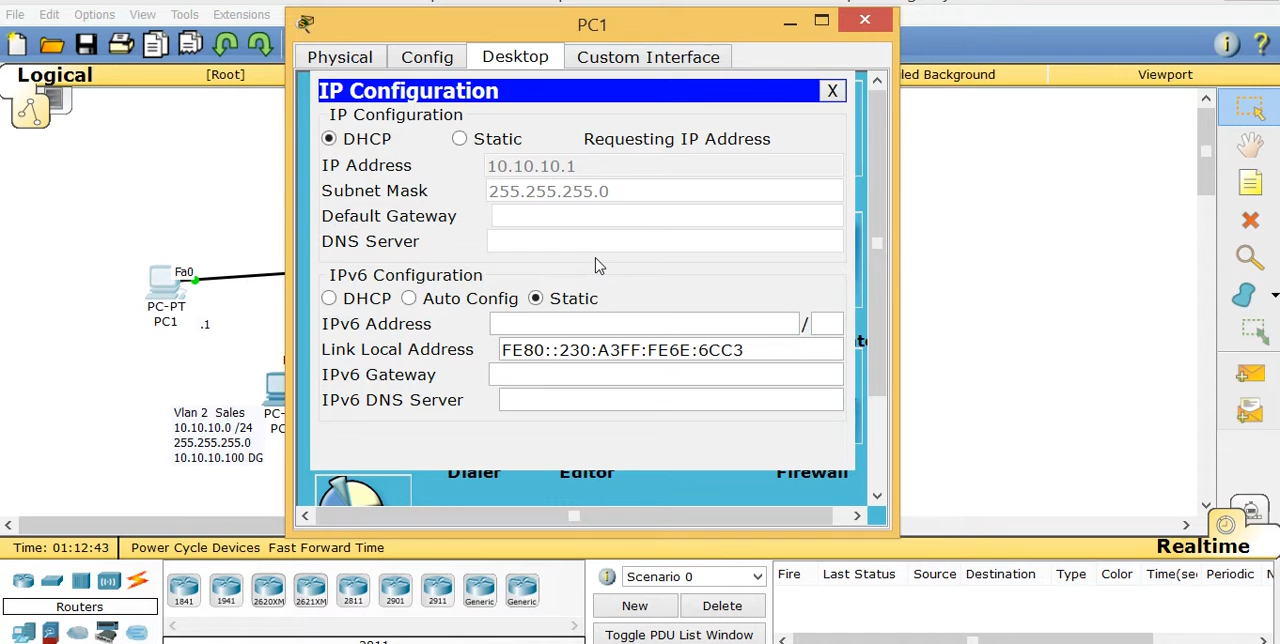 File Edit Options View Tools Extensions
PC1
Logical
[Root]
led Background
Viewport
Physical
Config
Desktop
Custom Interface
IP Configuration
X
IP Configuration
DHCP
Static
Requesting IP Address
IP Address
10.10.10.1
Subnet Mask
255.255.255.0
Default Gateway
DNS Server
IPv6 Configuration
DHCP
Auto Config
Static
IPv6 Address
/
Link Local Address
FE80::230:A3FF:FE6E:6CC3
IPv6 Gateway
IPv6 DNS Server
Dialer
Editor
Firewall
Fa0
PC-PT
PC1
.1
PC-
PC
Vlan 2 Sales
10.10.10.0 /24
255.255.255.0
10.10.10.100 DG
Time: 01:12:43
Power Cycle Devices Fast Forward Time
Realtime
Routers
1841
1941
2620XM
2621XM
2811
2901
2911
Generic
Generic
2811
Scenario 0
New
Delete
Toggle PDU List Window
Fire Last Status Source Destination Type Color Time(sec Periodic N